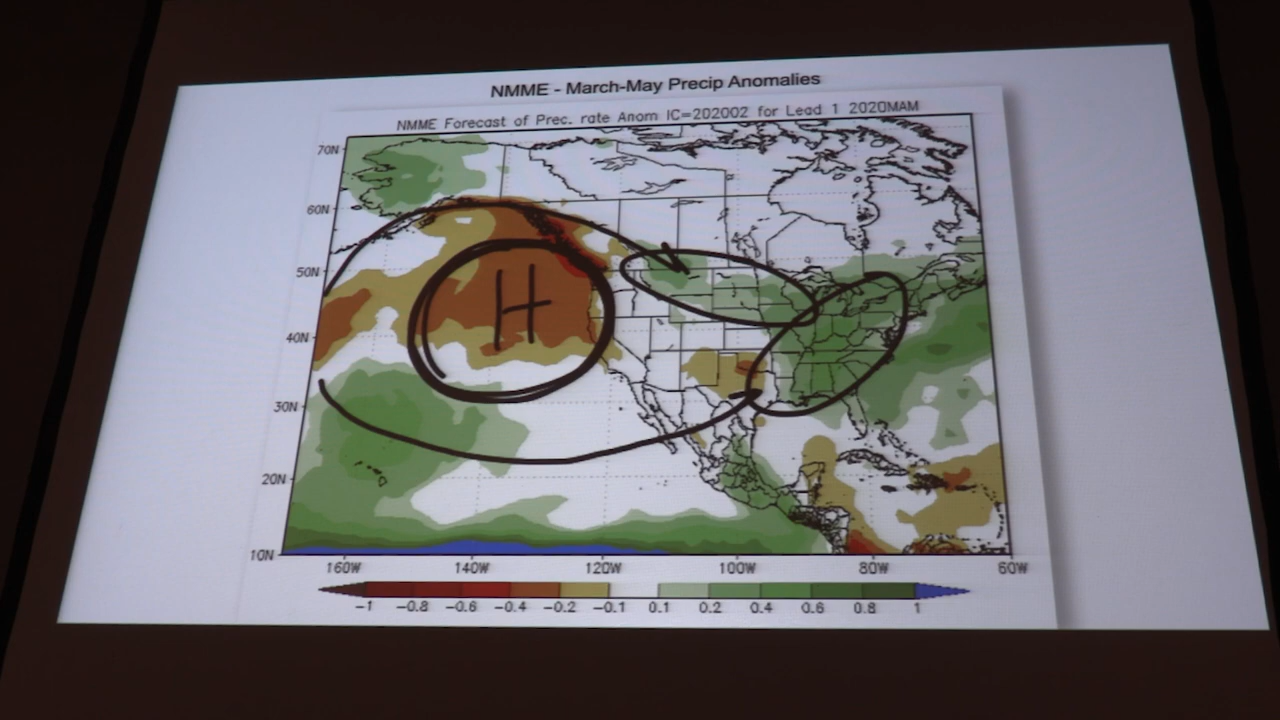 NMME - March-May Precip Anomalies
NMME Forecast of Prec. rate Anom IC=202002 for Lead 1 2020MAM
70N
60N
50N
40N
30N
20N
10N
H
160W 140W 120W 100W 80W 60W
-1 -0.8 -0.6 -0.4 -0.2 -0.1 0.1 0.2 0.4 0.6 0.8 1